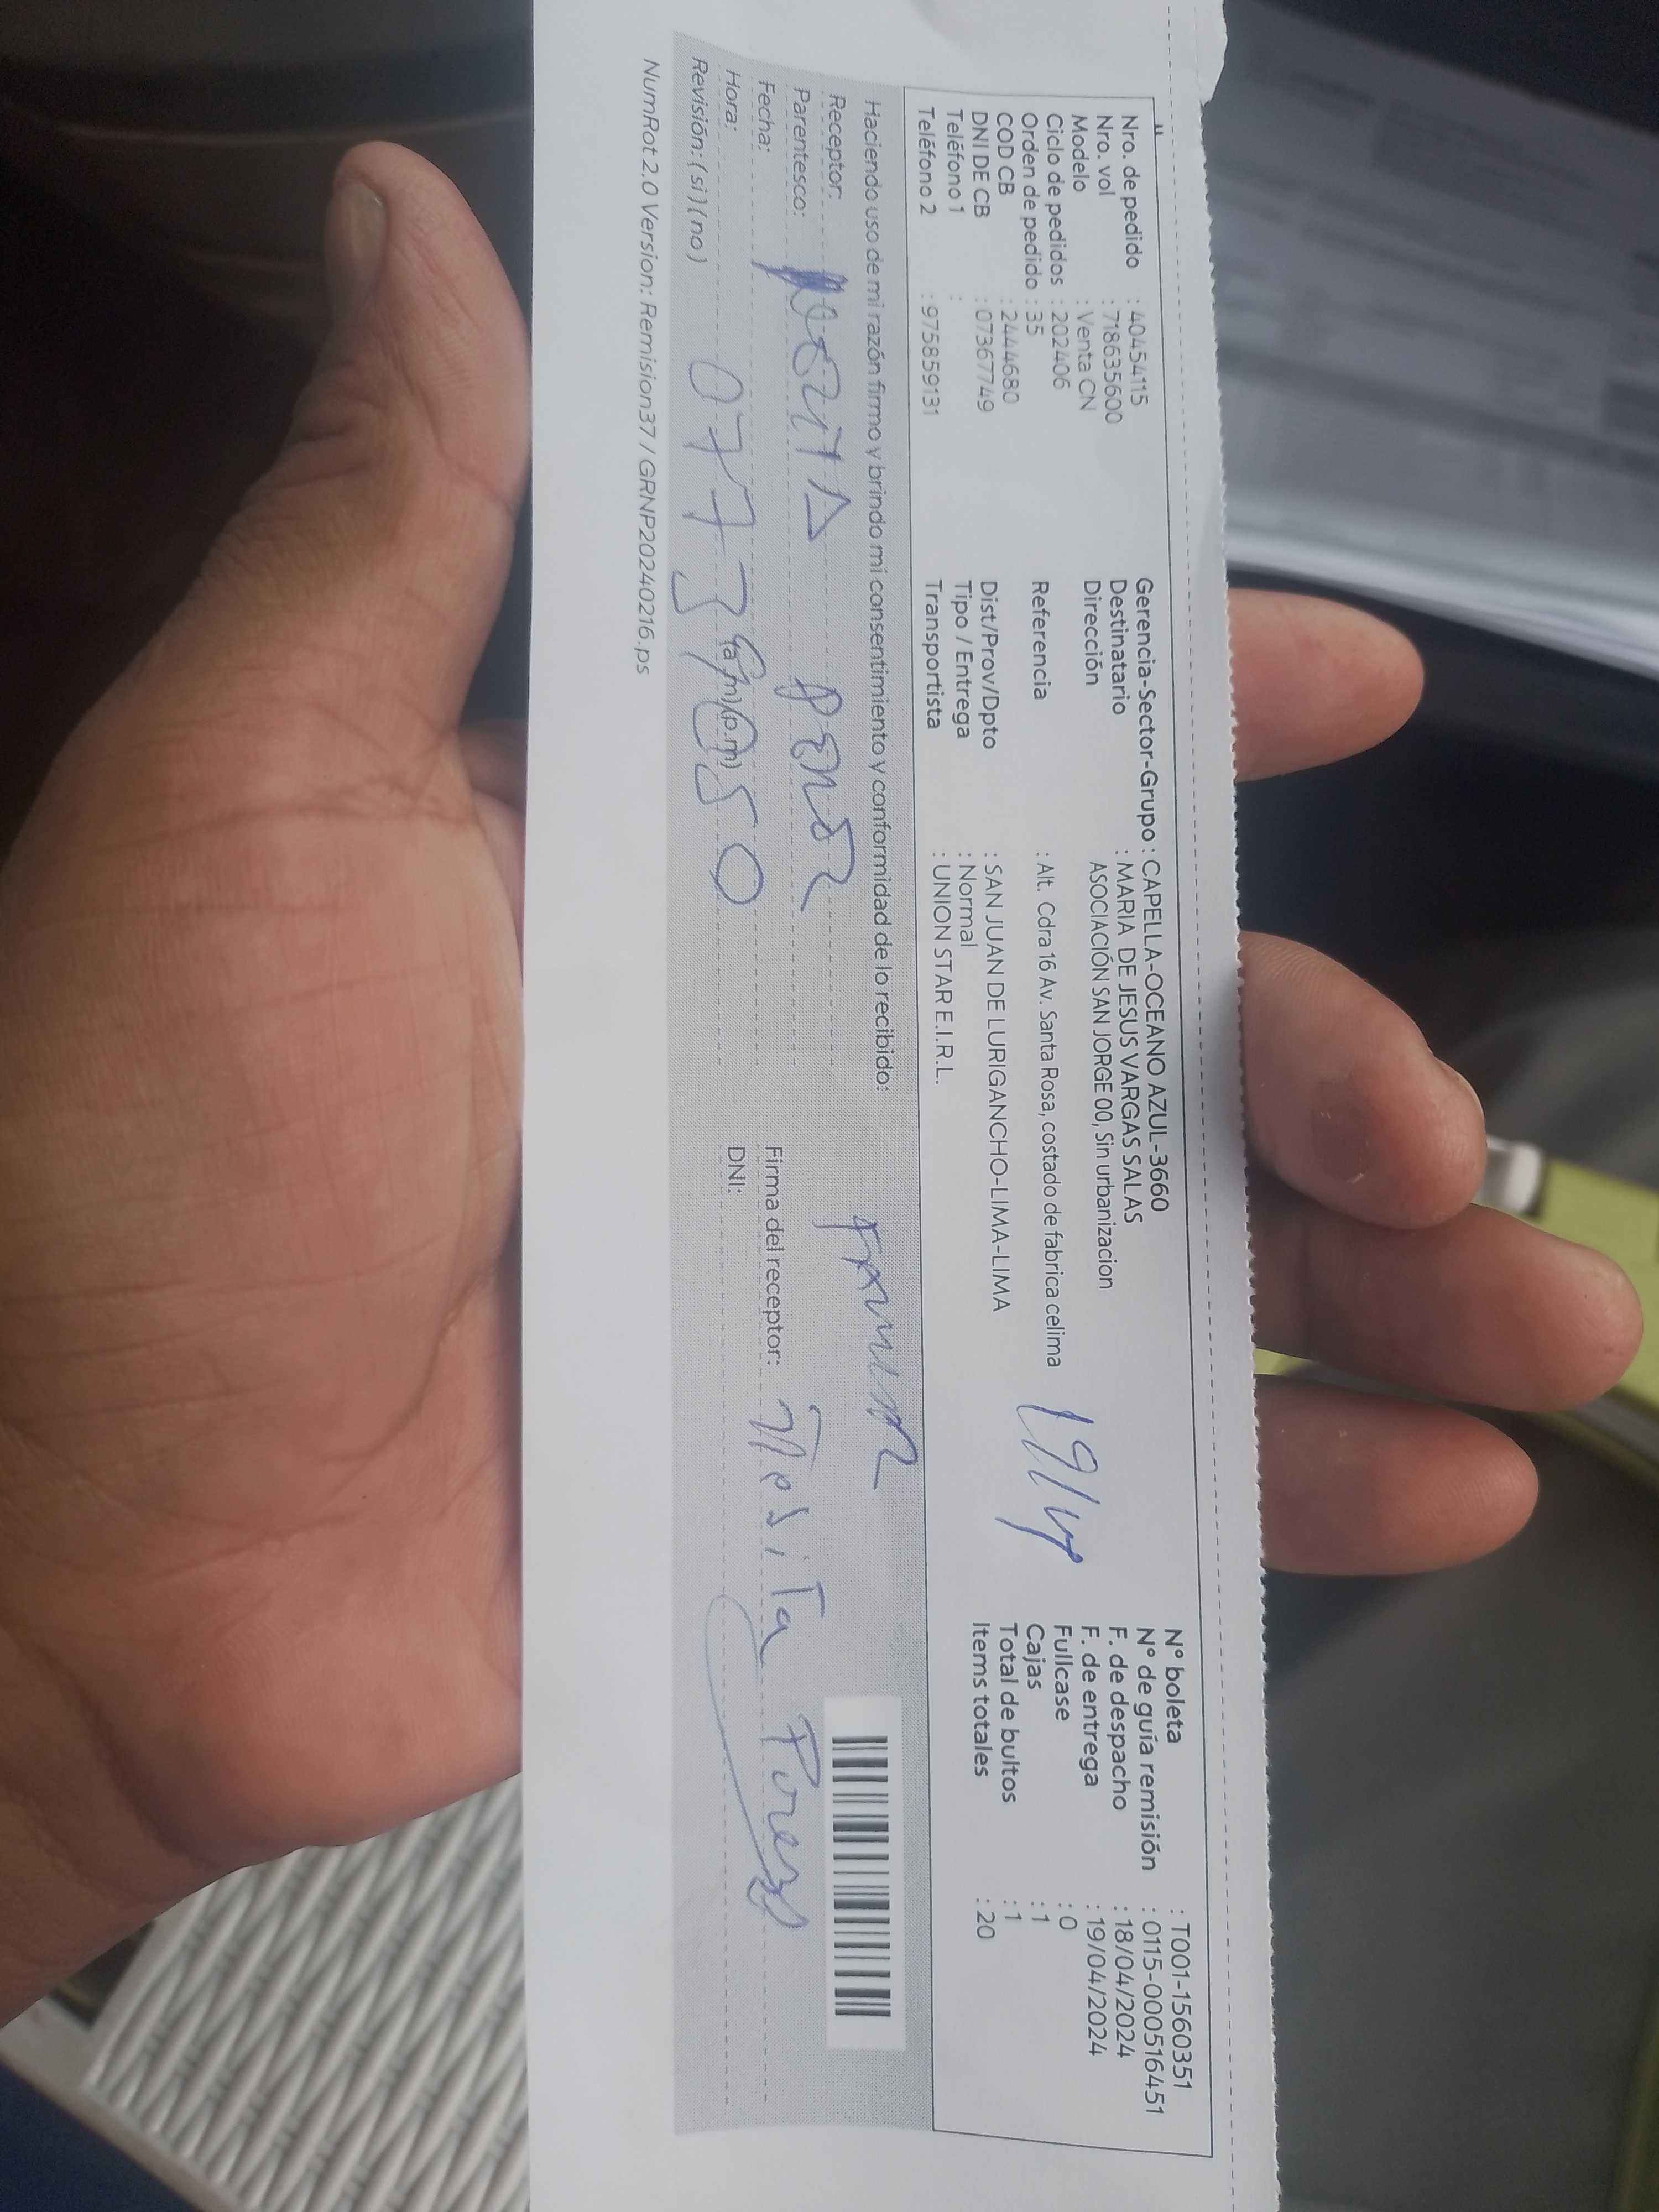 Nro. de pedido : 40454115
Nro. vol : 718635600
Modelo : Venta CN
Ciclo de pedidos : 202406
Orden de pedido : 35
COD CB : 24444680
DNI DE CB : 07367749
Teléfono 1 :
Teléfono 2 : 975859131
Gerencia-Sector-Grupo : CAPELLA-OCEANO AZUL-3660
Destinatario : MARIA DE JESUS VARGAS SALAS
Dirección ASOCIACIÓN SAN JORGE 00, Sin urbanizacion
Referencia : Alt. Cdra 16 Av. Santa Rosa, costado de fabrica celima
Dist/Prov/Dpto : SAN JUAN DE LURIGANCHO-LIMA-LIMA
Tipo / Entrega : Normal
Transportista : UNION STAR E.I.R.L.
N° boleta : T001-1560351
N° de guía remisión : 0115-000516451
F. de despacho : 18/04/2024
F. de entrega : 19/04/2024
Fullcase : 0
Cajas : 1
Total de bultos : 1
Items totales : 20
Haciendo uso de mi razón firmo y brindo mi consentimiento y conformidad de lo recibido:
Receptor:
Parentesco:
Fecha:
Hora: (a.m) (p.m)
Revisión: (si) (no)
Firma del receptor:
DNI:
NumRot 2.0 Version: Remision37 / GRNP20240216.ps